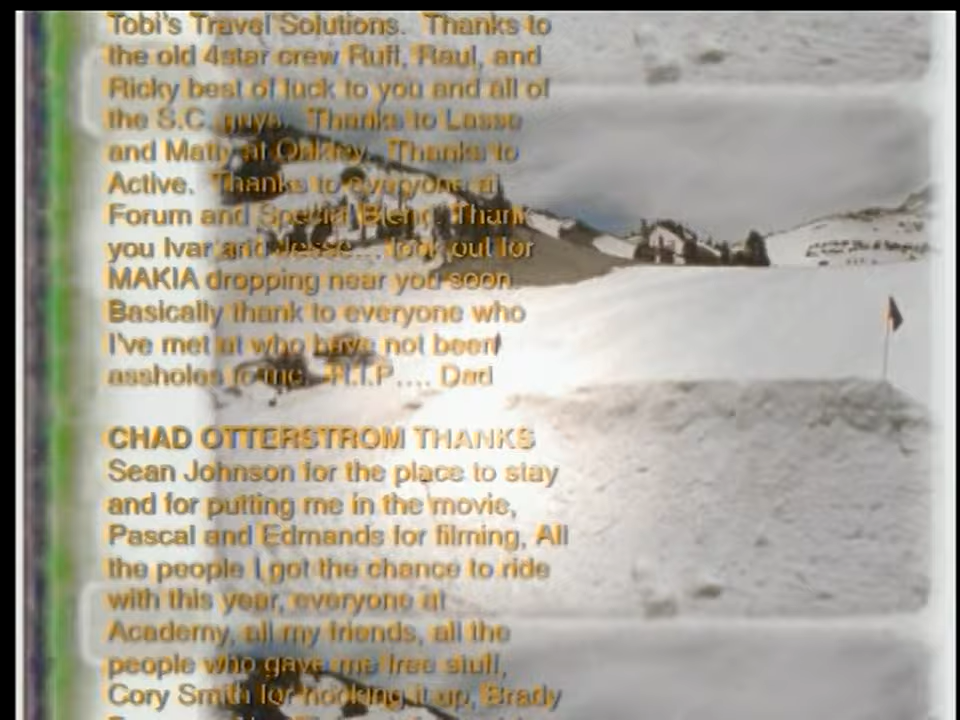 Tobi's Travel Solutions. Thanks to
the old 4star crew Rufi, Raul, and
Ricky best of luck to you and all of
the S.C. guys. Thanks to Lasse
and Matty at Oakley. Thanks to
Active. Thanks to everyone at
Forum and Special Blend. Thank
you Ivar and Jesse... look out for
MAKIA dropping near you soon.
Basically thank to everyone who
I've met at who have not been
assholes to me. R.I.P.... Dad
CHAD OTTERSTROM THANKS
Sean Johnson for the place to stay
and for putting me in the movie,
Pascal and Edmands for filming, All
the people I got the chance to ride
with this year, everyone at
Academy, all my friends, all the
people who gave me free stuff,
Cory Smith for hooking it up, Brady